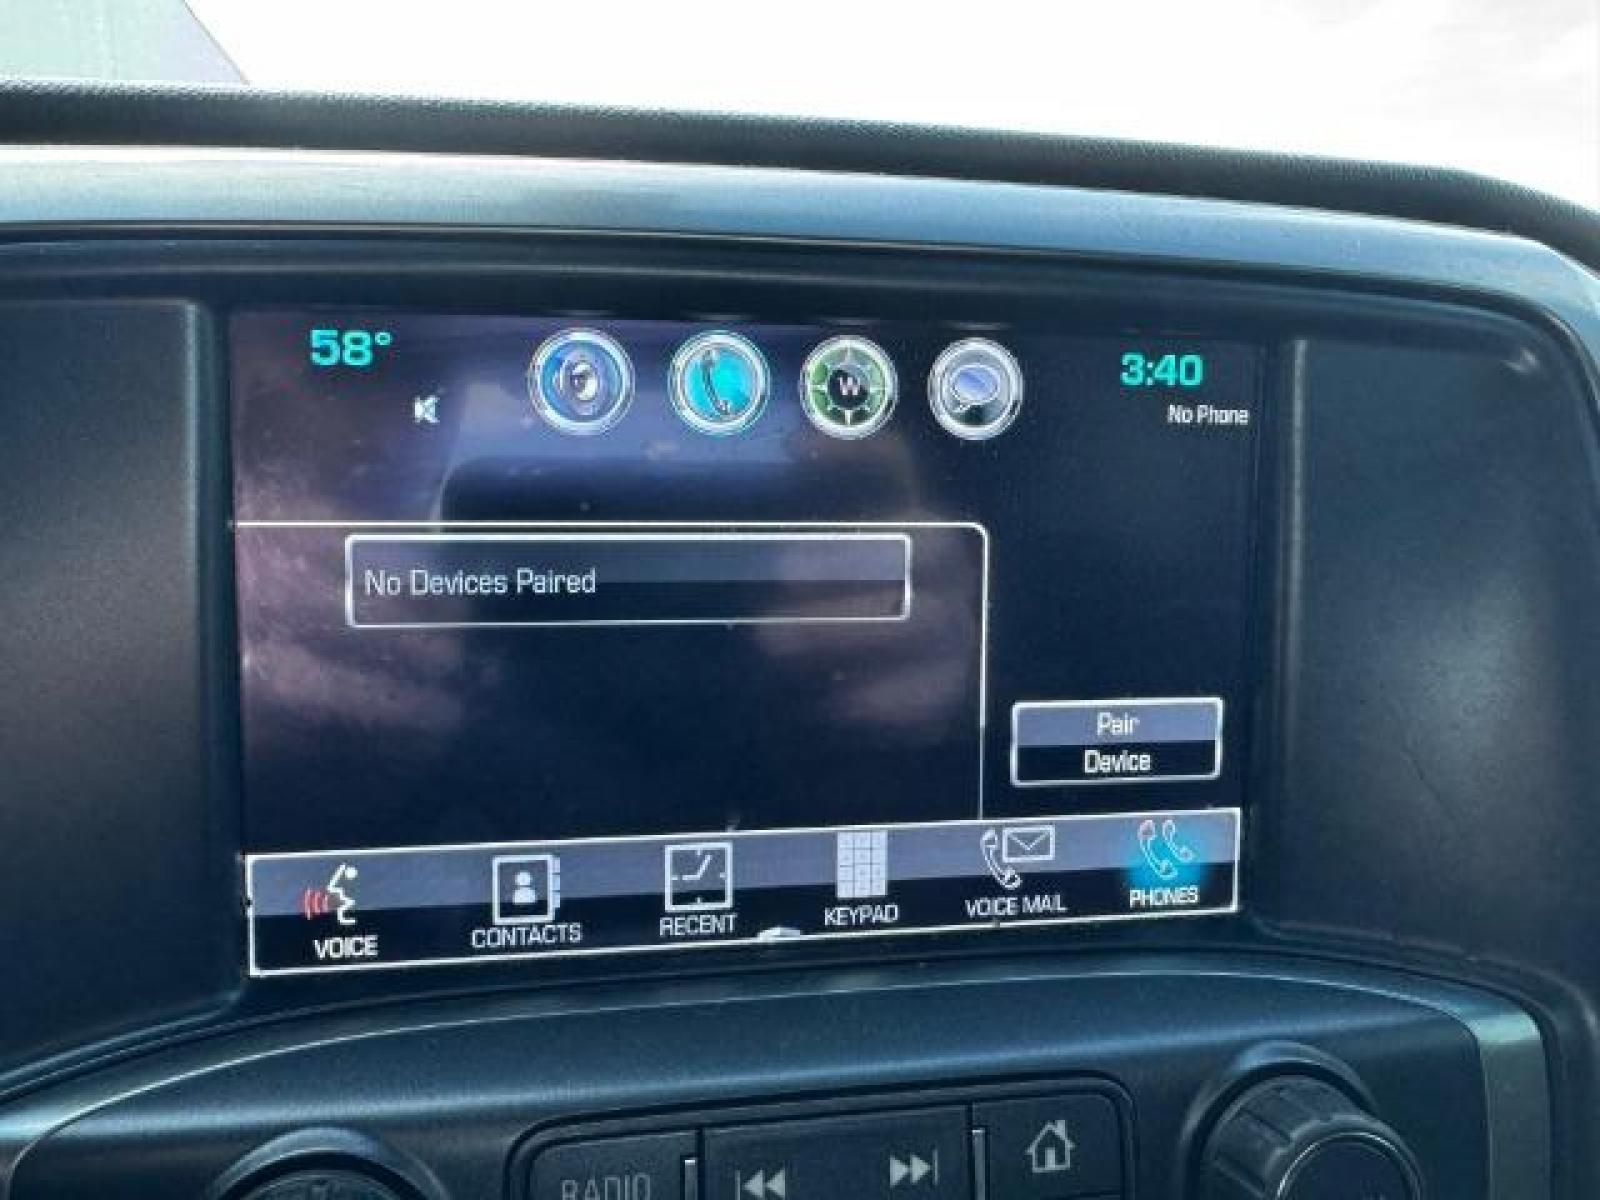 58°
W
3:40
No Phone
No Devices Paired
Pair
Device
VOICE
CONTACTS
RECENT
KEYPAD
VOICE MAIL
PHONES
RADIO